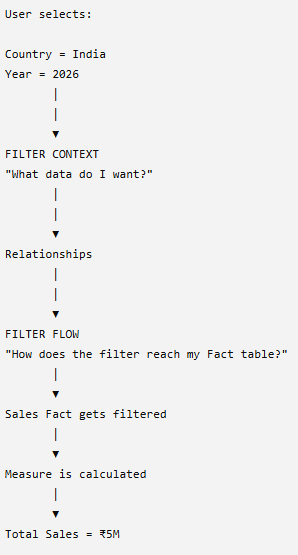 User selects:
Country = India
Year = 2026
│
│
▼
FILTER CONTEXT
"What data do I want?"
│
│
▼
Relationships
│
│
▼
FILTER FLOW
"How does the filter reach my Fact table?"
│
▼
Sales Fact gets filtered
│
▼
Measure is calculated
│
▼
Total Sales = ₹5M